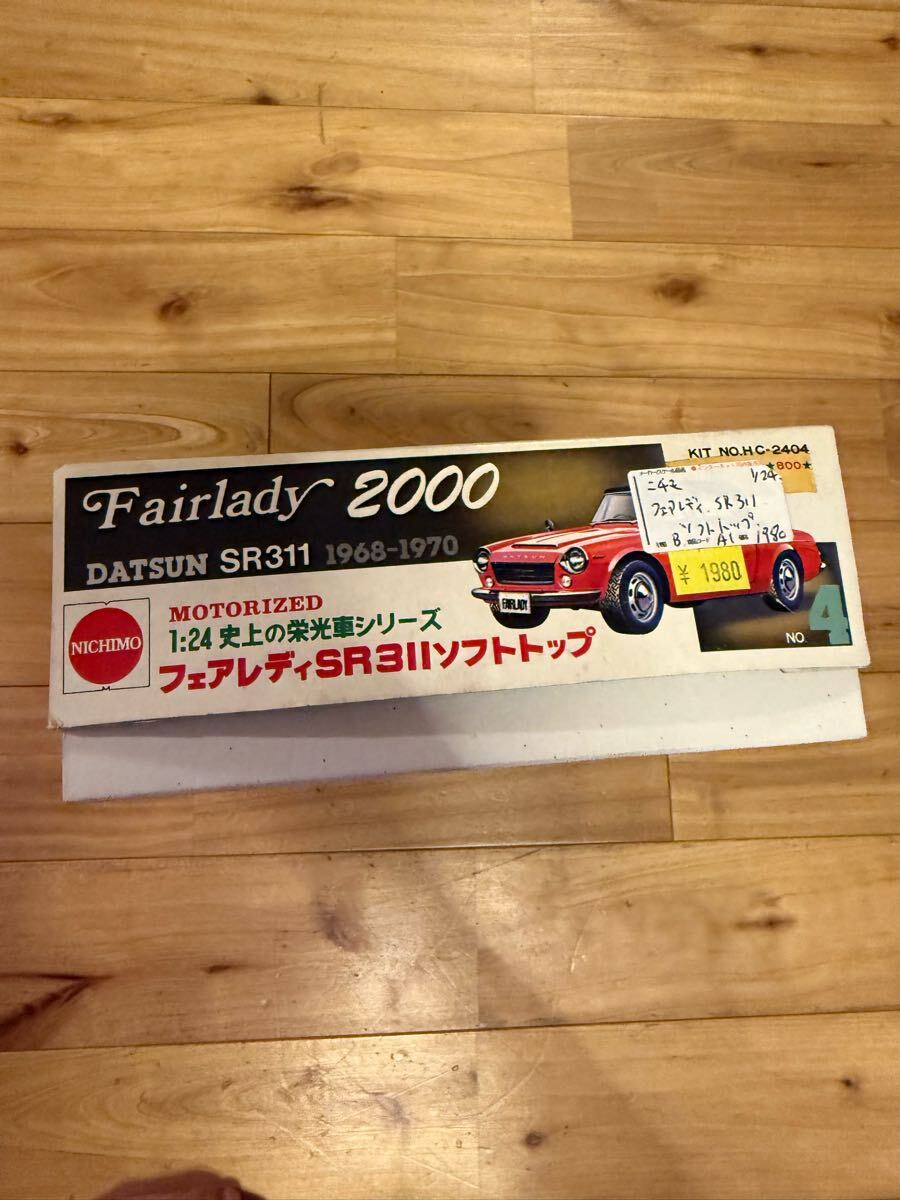 Fairlady 2000
DATSUN SR311 1968-1970
NICHIMO
MOTORIZED
1:24 史上の栄光車シリーズ
フェアレディSR311ソフトトップ
KIT NO.HC-2404
★800★
ニチモ 1/24
フェアレディ SR311
ソフトトップ
B A1 1980
¥ 1980
DATSUN
FAIRLADY
NO. 4